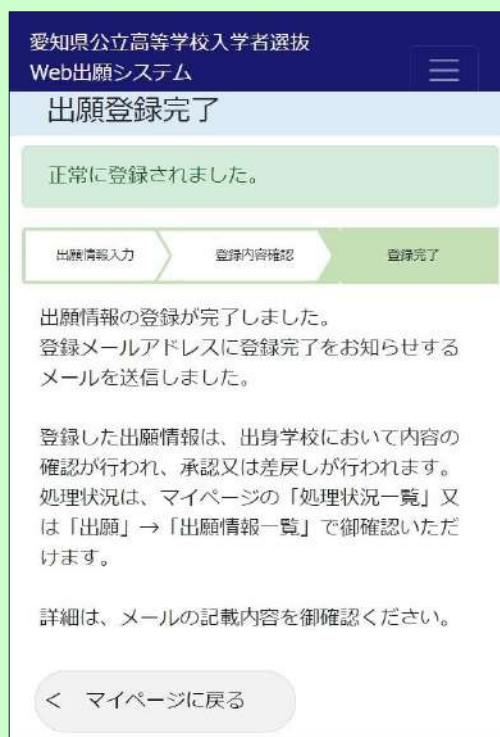 愛知県公立高等学校入学者選抜
Web出願システム
出願登録完了
正常に登録されました。
出願情報入力
登録内容確認
登録完了
出願情報の登録が完了しました。
登録メールアドレスに登録完了をお知らせする
メールを送信しました。
登録した出願情報は、出身学校において内容の
確認が行われ、承認又は差戻しが行われます。
処理状況は、マイページの「処理状況一覧」又
は「出願」→「出願情報一覧」で御確認いただ
けます。
詳細は、メールの記載内容を御確認ください。
< マイページに戻る